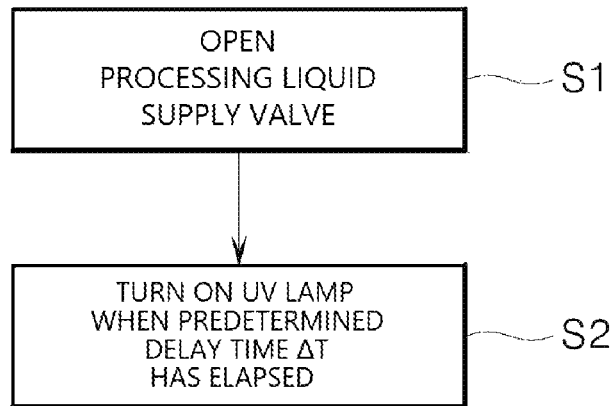 OPEN
PROCESSING LIQUID
SUPPLY VALVE
S1
TURN ON UV LAMP
WHEN PREDETERMINED
DELAY TIME ΔT
HAS ELAPSED
S2